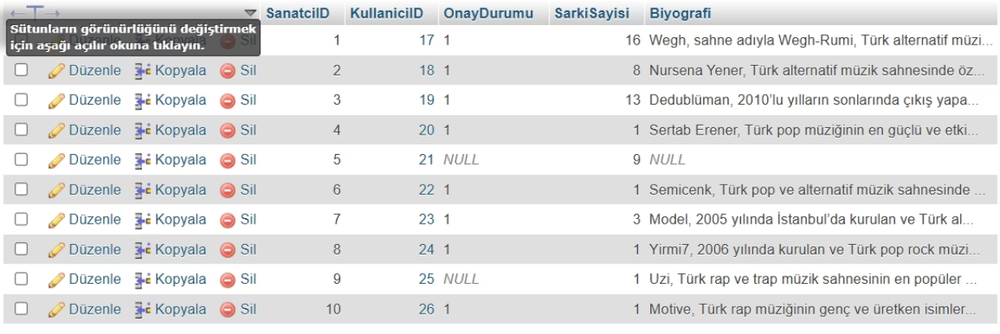 SanatciID KullaniciID OnayDurumu SarkiSayisi Biyografi
Sütunların görünürlüğünü değiştirmek
için aşağı açılır okuna tıklayın.
1 17 1 16 Wegh, sahne adıyla Wegh-Rumi, Türk alternatif müzi...
Düzenle Kopyala Sil 2 18 1 8 Nursena Yener, Türk alternatif müzik sahnesinde öz...
Düzenle Kopyala Sil 3 19 1 13 Dedublüman, 2010’lu yılların sonlarında çıkış yapa...
Düzenle Kopyala Sil 4 20 1 1 Sertab Erener, Türk pop müziğinin en güçlü ve etki...
Düzenle Kopyala Sil 5 21 NULL 9 NULL
Düzenle Kopyala Sil 6 22 1 1 Semicenk, Türk pop ve alternatif müzik sahnesinde ...
Düzenle Kopyala Sil 7 23 1 3 Model, 2005 yılında İstanbul’da kurulan ve Türk al...
Düzenle Kopyala Sil 8 24 1 1 Yirmi7, 2006 yılında kurulan ve Türk pop rock müzi...
Düzenle Kopyala Sil 9 25 NULL 1 Uzi, Türk rap ve trap müzik sahnesinin en popüler ...
Düzenle Kopyala Sil 10 26 1 1 Motive, Türk rap müziğinin genç ve üretken isimler...